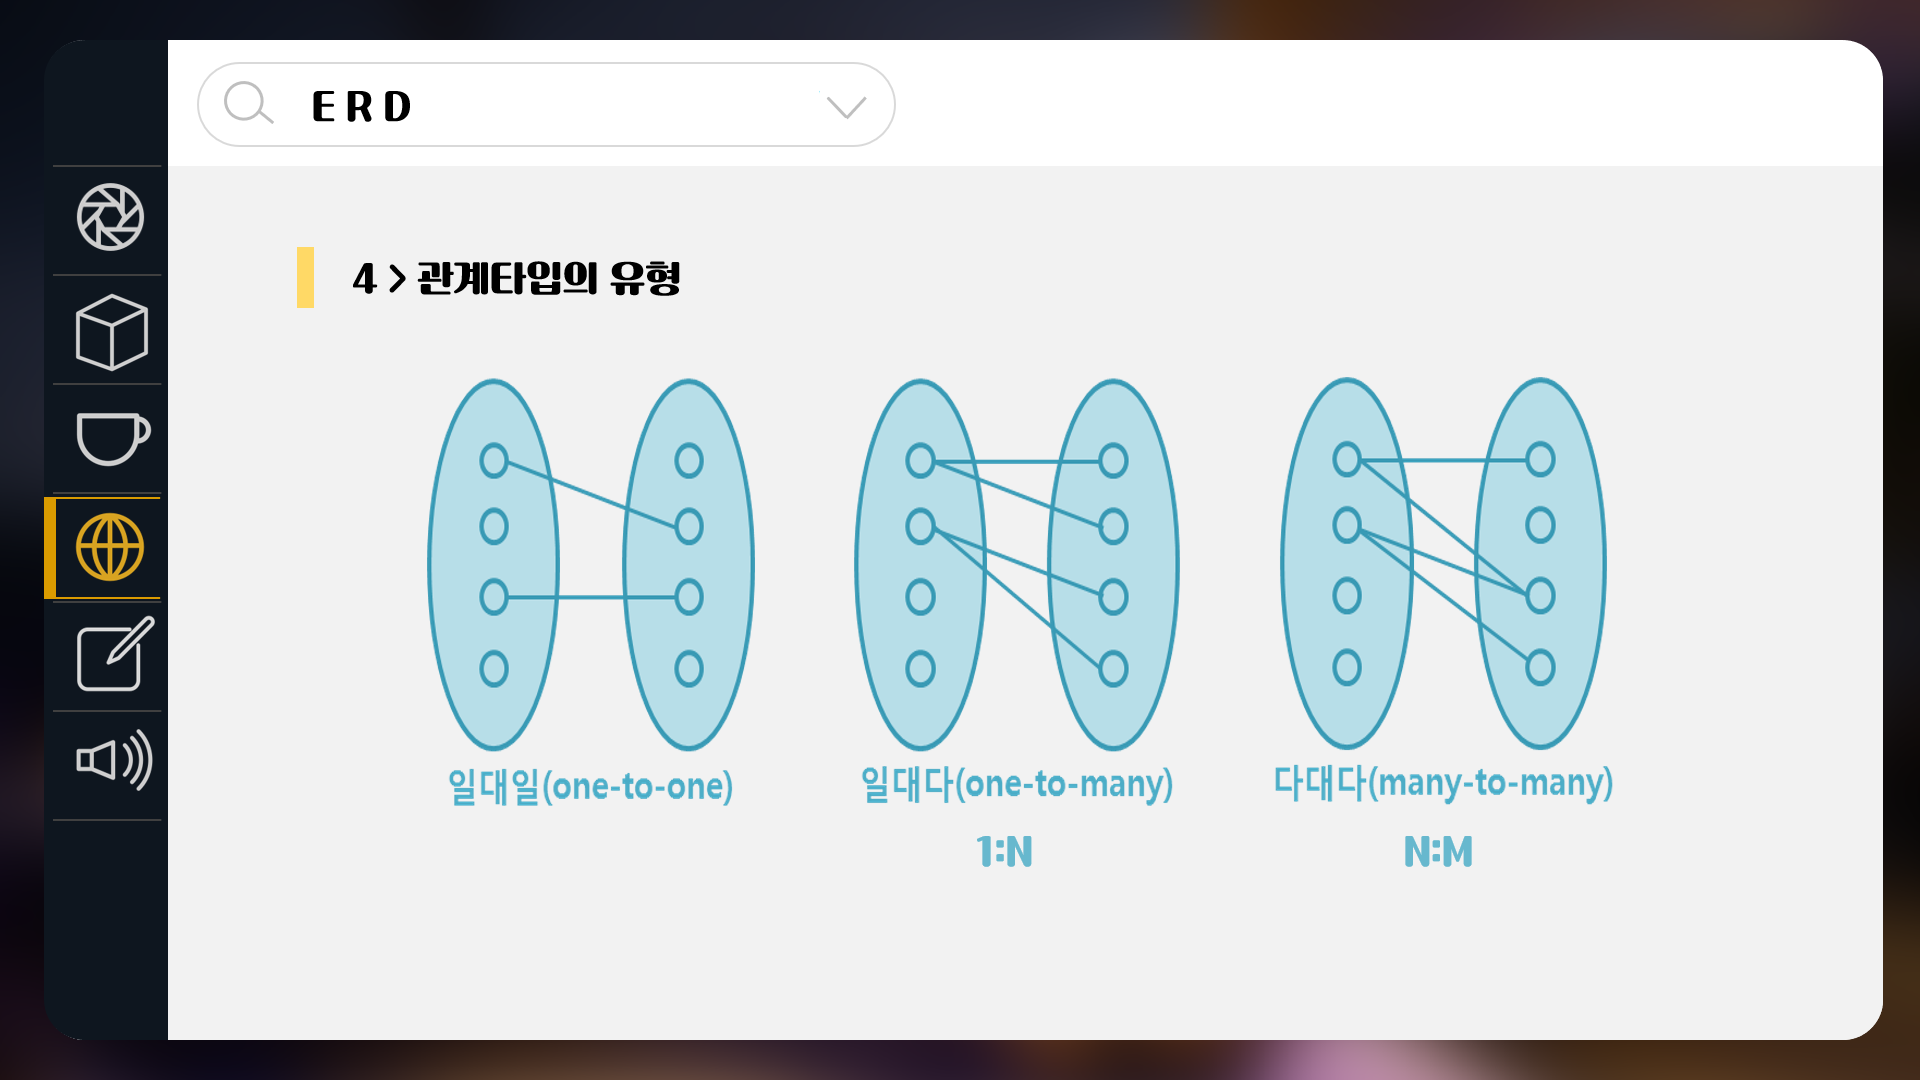 ERD
4 > 관계타입의 유형
일대일(one-to-one)
일대다(one-to-many)
다대다(many-to-many)
1:N
N:M